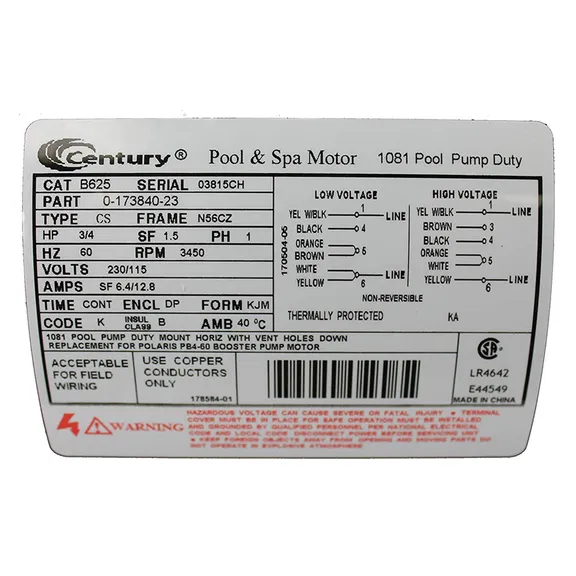 Century® Pool & Spa Motor 1081 Pool Pump Duty
CAT B625 SERIAL 03815CH
PART 0-173840-23
TYPE CS FRAME N56CZ
HP 3/4 SF 1.5 PH 1
HZ 60 RPM 3450
VOLTS 230/115
AMPS SF 6.4/12.8
TIME CONT ENCL DP FORM KJM
CODE K INSUL CLASS B AMB 40 °C
170504-05
LOW VOLTAGE
YEL W/BLK 1 LINE
BLACK 4
ORANGE
BROWN 5
WHITE
YELLOW 6 LINE
HIGH VOLTAGE
YEL W/BLK 1 LINE
BROWN 3
BLACK 4
ORANGE
WHITE 5
YELLOW 6 LINE
NON-REVERSIBLE
THERMALLY PROTECTED KA
1081 POOL PUMP DUTY MOUNT HORIZ WITH VENT HOLES DOWN
REPLACEMENT FOR POLARIS PB4-60 BOOSTER PUMP MOTOR
ACCEPTABLE
FOR FIELD
WIRING
USE COPPER
CONDUCTORS
ONLY
178584-01
LR4642
E44549
MADE IN CHINA
WARNING
HAZARDOUS VOLTAGE CAN CAUSE SEVERE OR FATAL INJURY • TERMINAL
COVER MUST BE IN PLACE WHEN MOTOR IS CONNECTED • MUST BE INSTALLED
AND GROUNDED BY QUALIFIED PERSONNEL PER NATIONAL ELECTRICAL
CODE AND LOCAL CODE DISCONNECT POWER BEFORE SERVICING UNIT
• KEEP FOREIGN OBJECTS AWAY FROM OPENING AND MOVING PARTS DO
NOT OPERATE IN EXPLOSIVE ATMOSPHERE